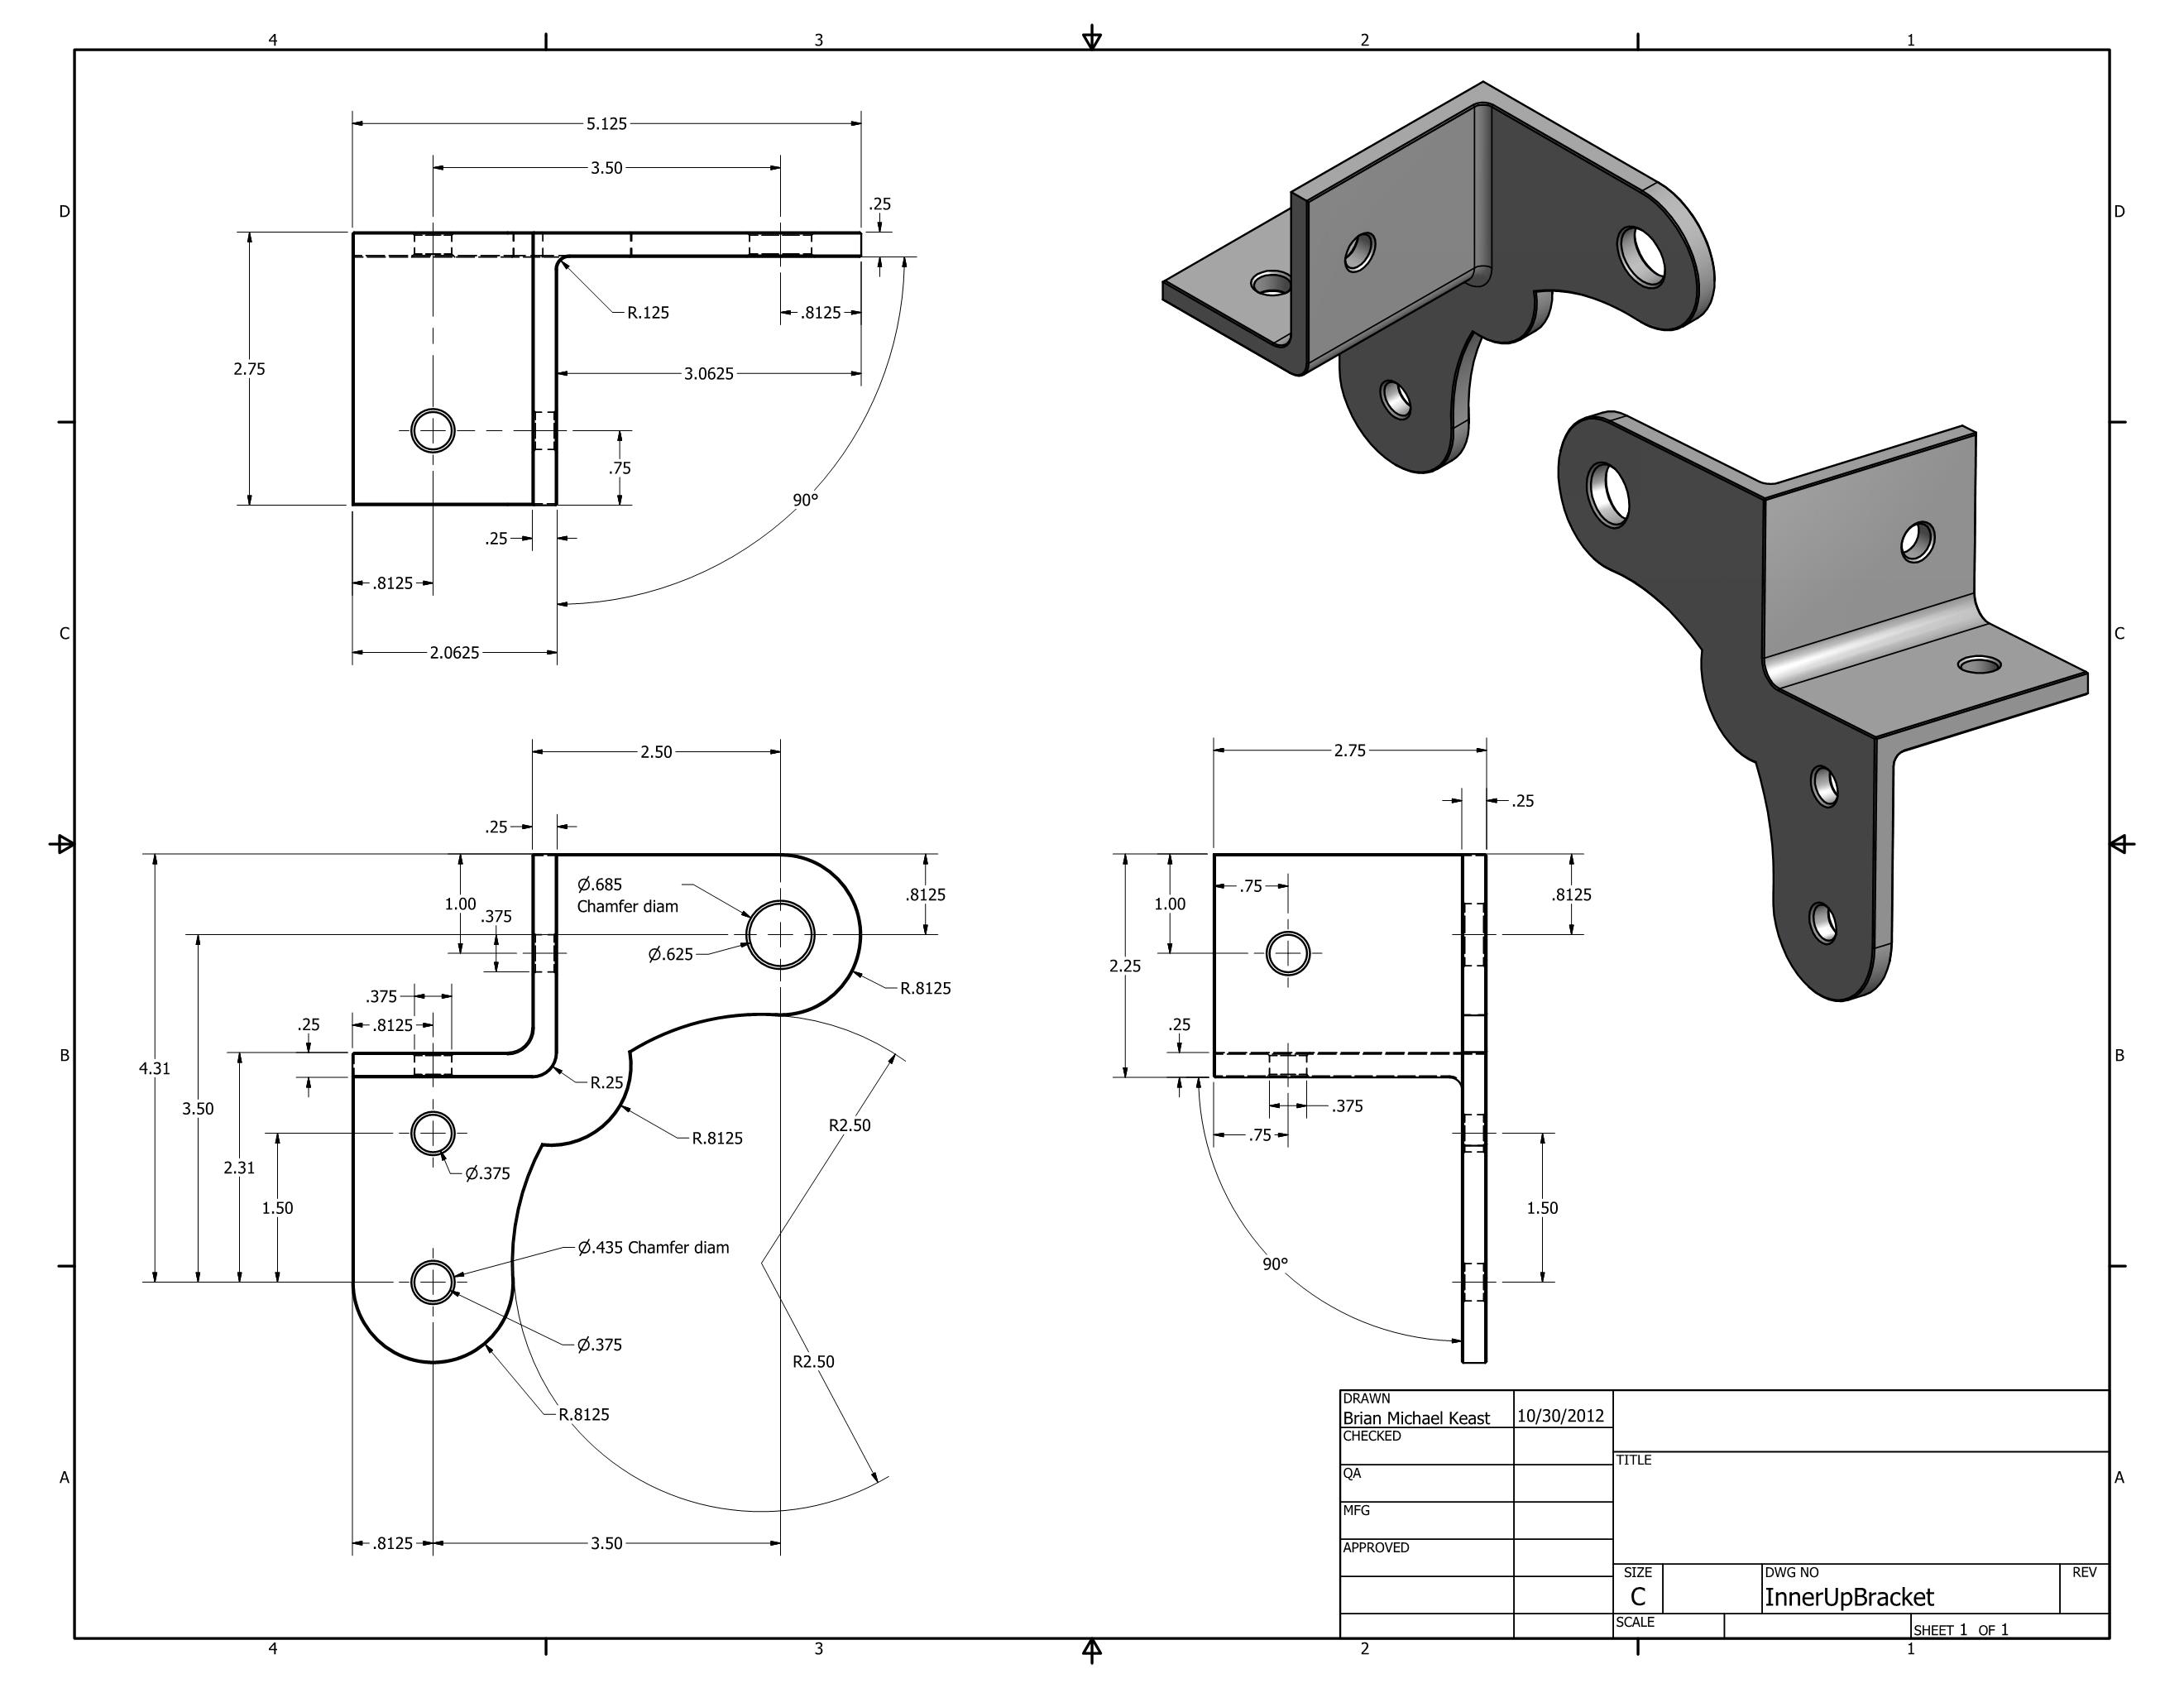 4
3
2
1
D
D
C
C
B
B
A
A
5.125
3.50
.25
R.125
.8125
2.75
3.0625
.75
90°
.25
.8125
2.0625
2.50
.25
Ø.685
Chamfer diam
1.00
.375
.8125
Ø.625
R.8125
.375
.8125
.25
4.31
R.25
3.50
R2.50
R.8125
2.31
Ø.375
1.50
Ø.435 Chamfer diam
Ø.375
R2.50
R.8125
.8125
3.50
2.75
.25
.75
1.00
.8125
2.25
.25
.375
.75
1.50
90°
DRAWN
Brian Michael Keast
10/30/2012
CHECKED
QA
MFG
APPROVED
TITLE
SIZE
C
DWG NO
InnerUpBracket
REV
SCALE
SHEET 1 OF 1
4
3
2
1